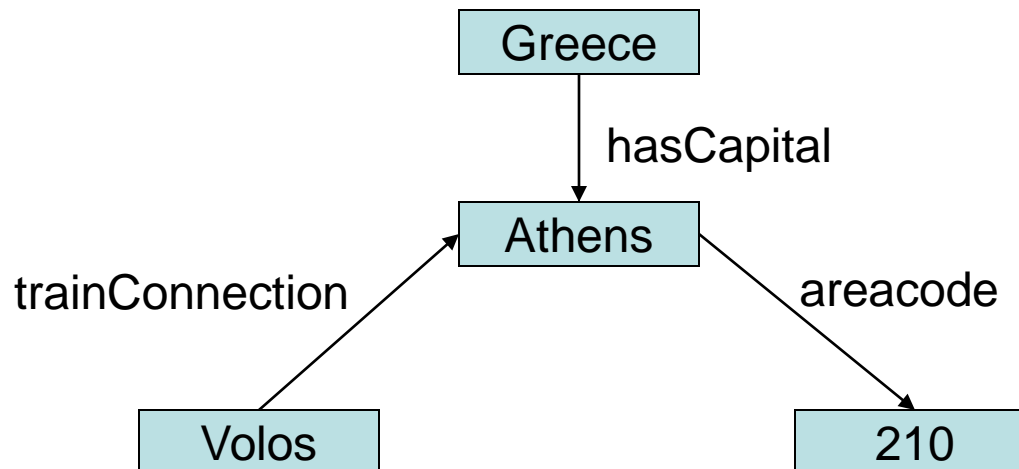 Greece
hasCapital
Athens
trainConnection
areacode
Volos
210